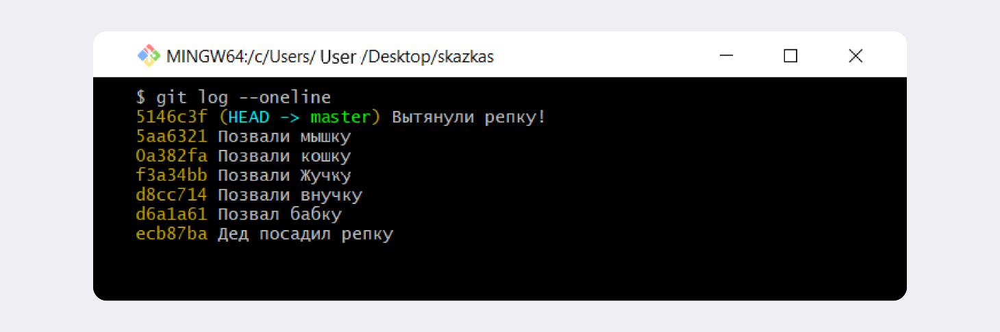 MINGW64:/c/Users/ User /Desktop/skazkas
$ git log --oneline
5146c3f (HEAD -> master) Вытянули репку!
5aa6321 Позвали мышку
0a382fa Позвали кошку
f3a34bb Позвали Жучку
d8cc714 Позвали внучку
d6a1a61 Позвал бабку
ecb87ba Дед посадил репку